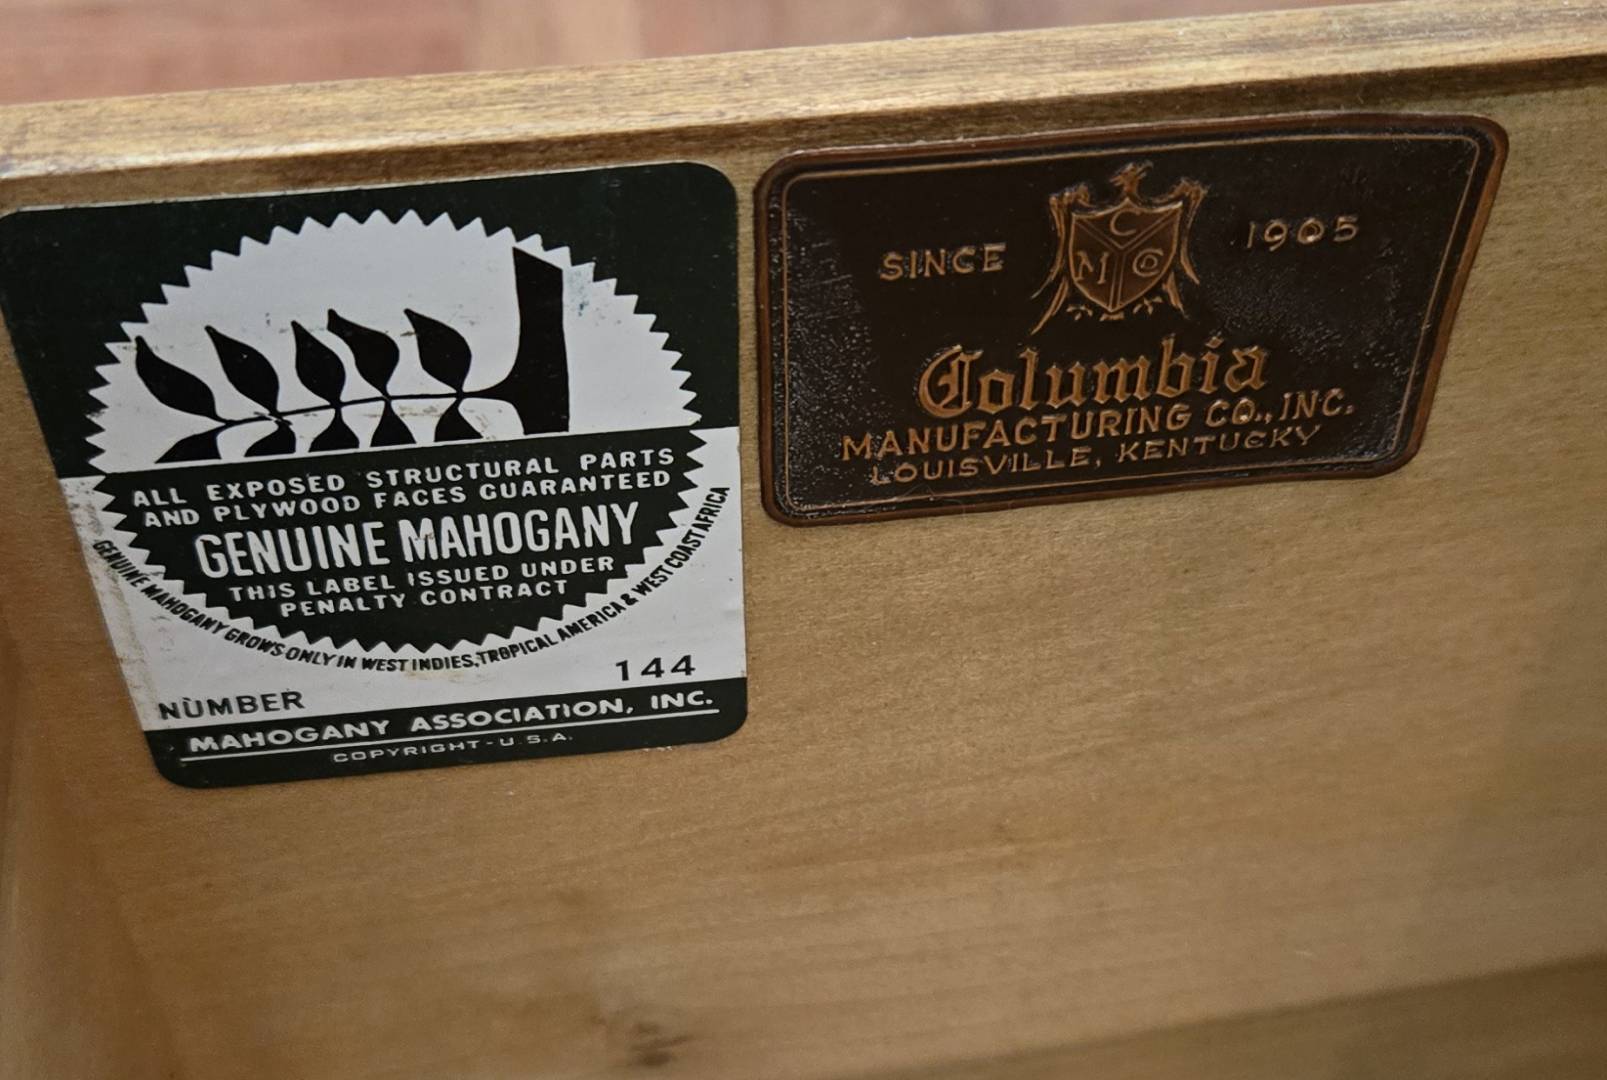 ALL EXPOSED STRUCTURAL PARTS
AND PLYWOOD FACES GUARANTEED
GENUINE MAHOGANY
THIS LABEL ISSUED UNDER
PENALTY CONTRACT
GENUINE MAHOGANY GROWS ONLY IN WEST INDIES, TROPICAL AMERICA & WEST COAST AFRICA
NUMBER 144
MAHOGANY ASSOCIATION, INC.
COPYRIGHT - U.S.A.
SINCE 1905
C
M Co
Columbia
MANUFACTURING CO., INC.
LOUISVILLE, KENTUCKY